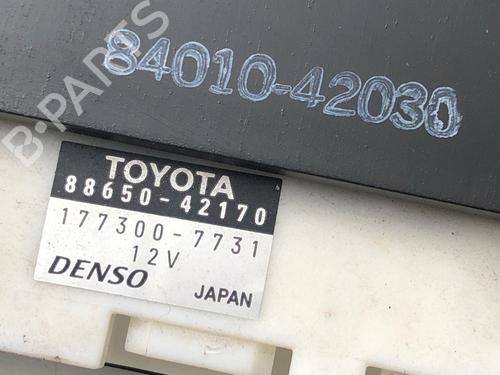 84010-42030
B-PARTS
TOYOTA
88650-42170
177300-7731
12V
DENSO
JAPAN